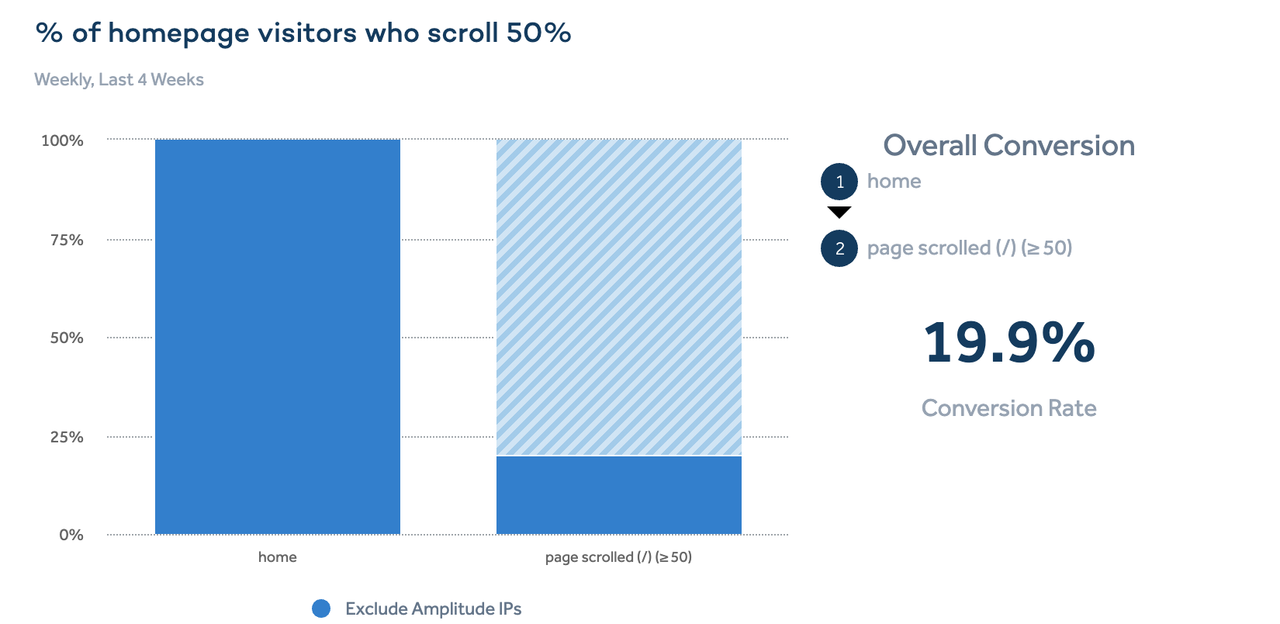 % of homepage visitors who scroll 50%
Weekly, Last 4 Weeks
100%
75%
50%
25%
0%
home
page scrolled (/) (≥ 50)
Exclude Amplitude IPs
Overall Conversion
1 home
2 page scrolled (/) (≥ 50)
19.9%
Conversion Rate